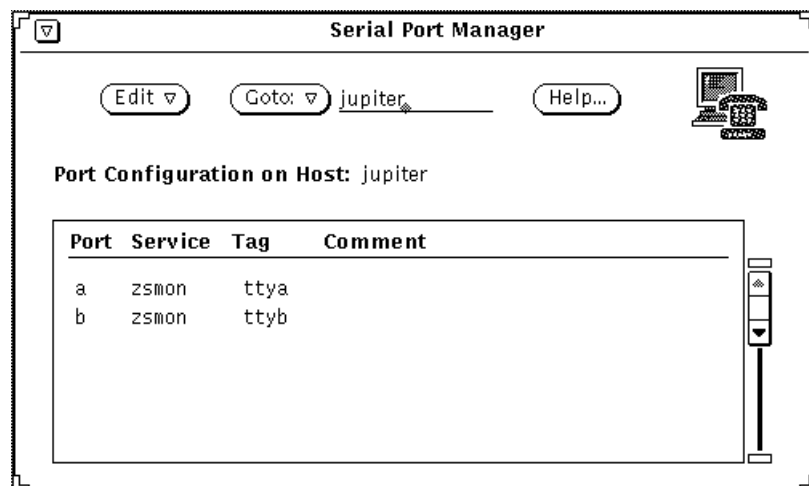 Serial Port Manager
Edit Goto: jupiter Help...
Port Configuration on Host: jupiter
Port Service Tag Comment
a zsmon ttya
b zsmon ttyb